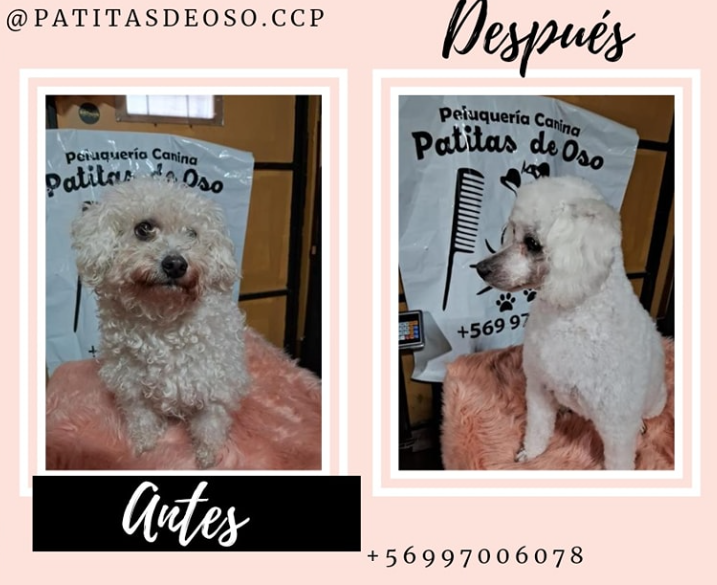 @PATITASDEOSO.CCP
Después
Peluquería Canina
Patitas de Oso
Peluquería Canina
Patitas de Oso
+569 97
Antes
+56997006078